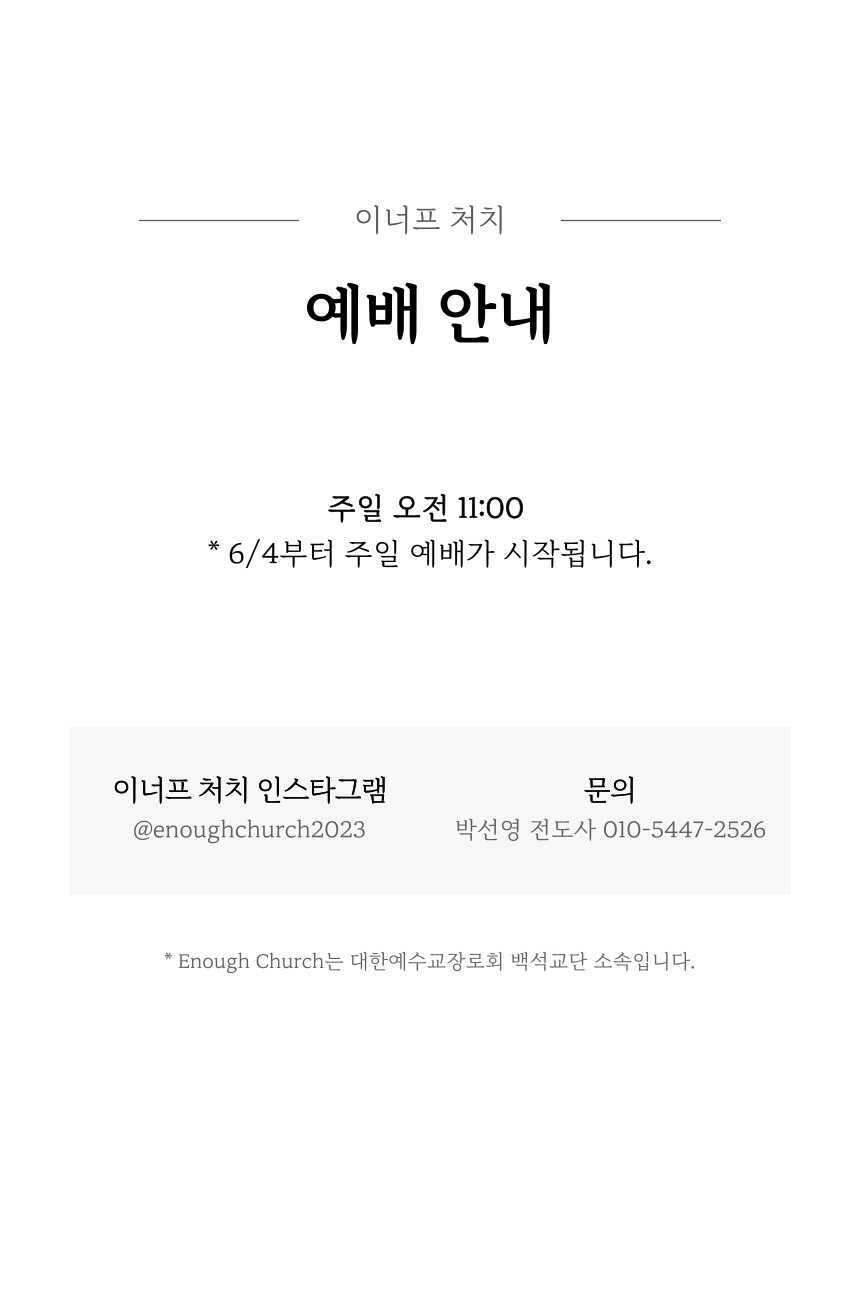 이너프 처치
예배 안내
주일 오전 11:00
* 6/4부터 주일 예배가 시작됩니다.
이너프 처치 인스타그램
@enoughchurch2023
문의
박선영 전도사 010-5447-2526
* Enough Church는 대한예수교장로회 백석교단 소속입니다.